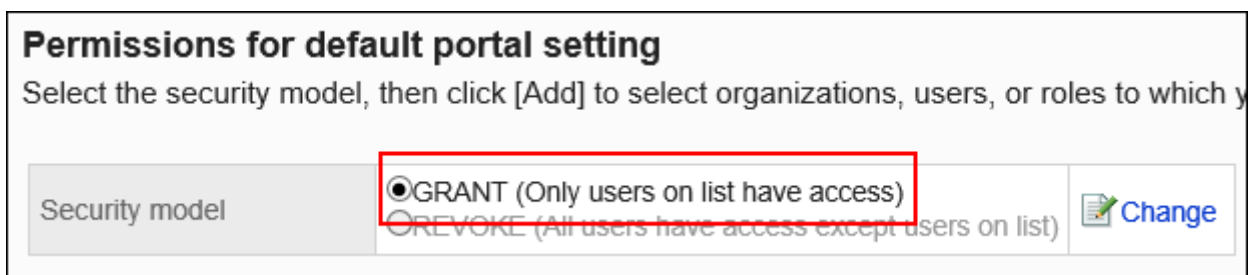 Permissions for default portal setting
Select the security model, then click [Add] to select organizations, users, or roles to which
Security model
GRANT (Only users on list have access)
REVOKE (All users have access except users on list)
Change